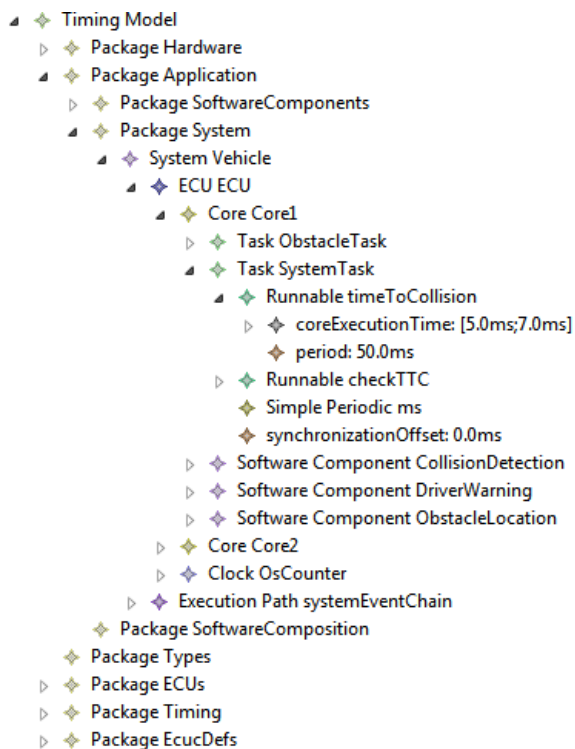 Timing Model
Package Hardware
Package Application
Package SoftwareComponents
Package System
System Vehicle
ECU ECU
Core Core1
Task ObstacleTask
Task SystemTask
Runnable timeToCollision
coreExecutionTime: [5.0ms;7.0ms]
period: 50.0ms
Runnable checkTTC
Simple Periodic ms
synchronizationOffset: 0.0ms
Software Component CollisionDetection
Software Component DriverWarning
Software Component ObstacleLocation
Core Core2
Clock OsCounter
Execution Path systemEventChain
Package SoftwareComposition
Package Types
Package ECUs
Package Timing
Package EcucDefs